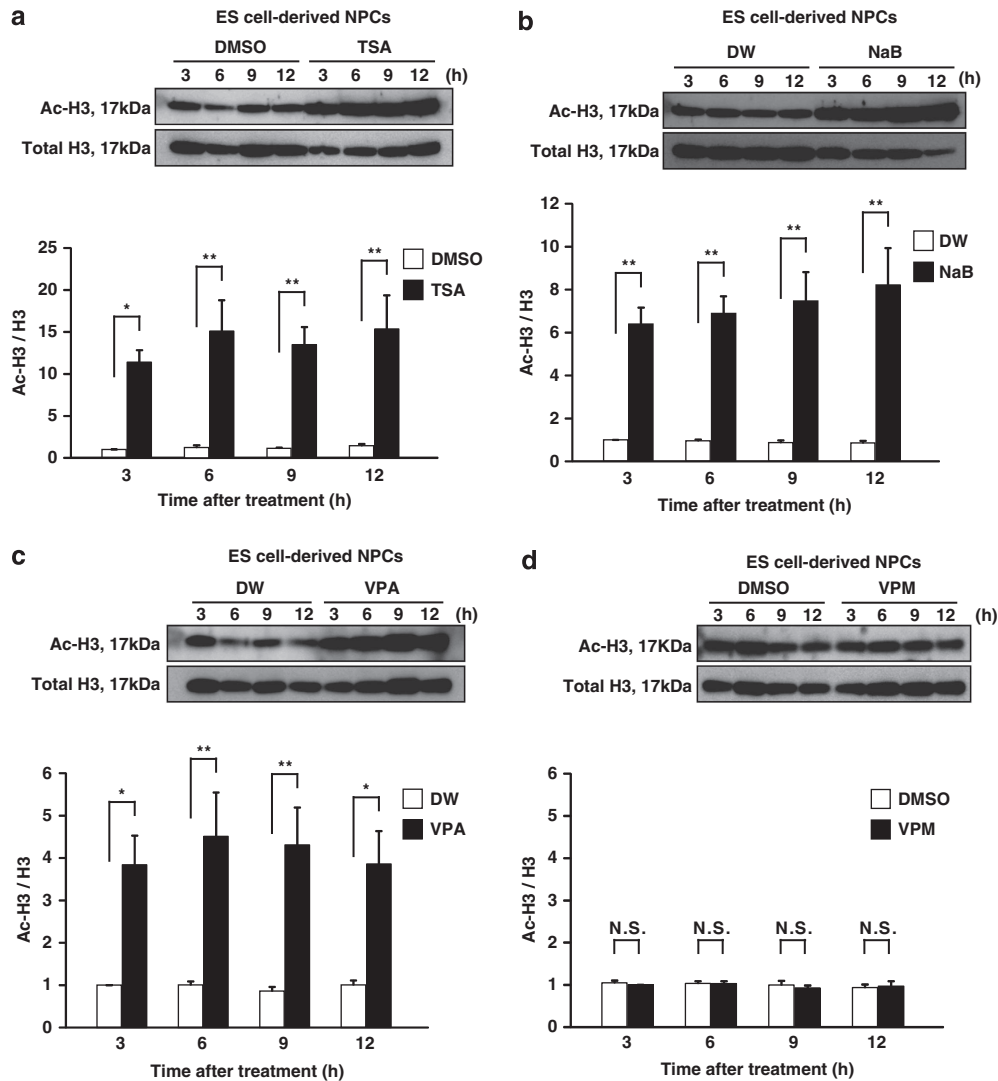 a
ES cell-derived NPCs
DMSO TSA
3 6 9 12 3 6 9 12 (h)
Ac-H3, 17kDa
Total H3, 17kDa
25
20
15
10
5
0
Ac-H3 / H3
* ** ** **
DMSO
TSA
3 6 9 12
Time after treatment (h)
b
ES cell-derived NPCs
DW NaB
3 6 9 12 3 6 9 12 (h)
Ac-H3, 17kDa
Total H3, 17kDa
12
10
8
6
4
2
0
Ac-H3 / H3
** ** ** **
DW
NaB
3 6 9 12
Time after treatment (h)
c
ES cell-derived NPCs
DW VPA
3 6 9 12 3 6 9 12 (h)
Ac-H3, 17kDa
Total H3, 17kDa
6
5
4
3
2
1
0
Ac-H3 / H3
* ** ** *
DW
VPA
3 6 9 12
Time after treatment (h)
d
ES cell-derived NPCs
DMSO VPM
3 6 9 12 3 6 9 12 (h)
Ac-H3, 17KDa
Total H3, 17kDa
6
5
4
3
2
1
0
Ac-H3 / H3
N.S. N.S. N.S. N.S.
DMSO
VPM
3 6 9 12
Time after treatment (h)